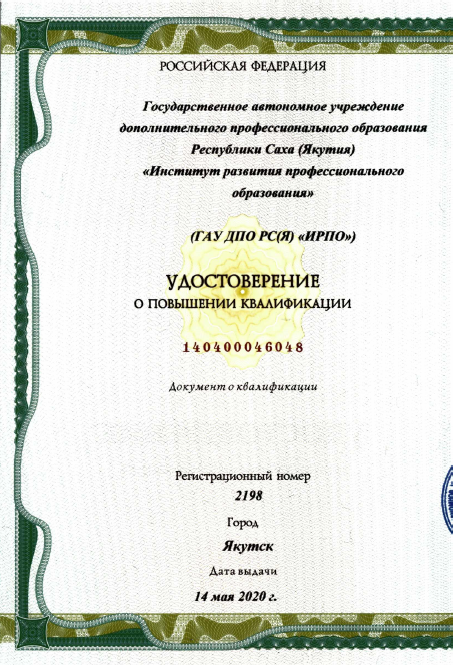 РОССИЙСКАЯ ФЕДЕРАЦИЯ
Государственное автономное учреждение
дополнительного профессионального образования
Республики Саха (Якутия)
«Институт развития профессионального
образования»
(ГАУ ДПО РС(Я) «ИРПО»)
УДОСТОВЕРЕНИЕ
О ПОВЫШЕНИИ КВАЛИФИКАЦИИ
140400046048
Документ о квалификации
Регистрационный номер
2198
Город
Якутск
Дата выдачи
14 мая 2020 г.